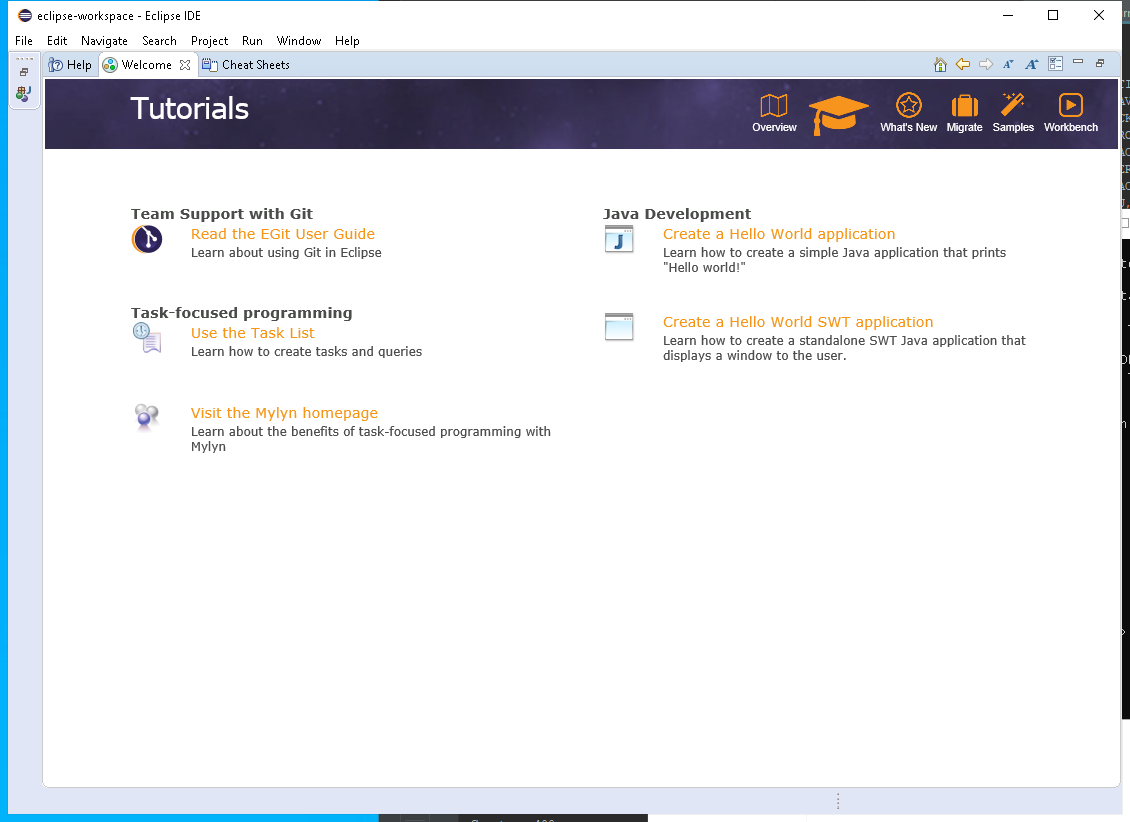 eclipse-workspace - Eclipse IDE
File Edit Navigate Search Project Run Window Help
Help Welcome Cheat Sheets
Tutorials
Overview What's New Migrate Samples Workbench
Team Support with Git
Read the EGit User Guide
Learn about using Git in Eclipse
Task-focused programming
Use the Task List
Learn how to create tasks and queries
Visit the Mylyn homepage
Learn about the benefits of task-focused programming with
Mylyn
Java Development
Create a Hello World application
Learn how to create a simple Java application that prints
"Hello world!"
Create a Hello World SWT application
Learn how to create a standalone SWT Java application that
displays a window to the user.